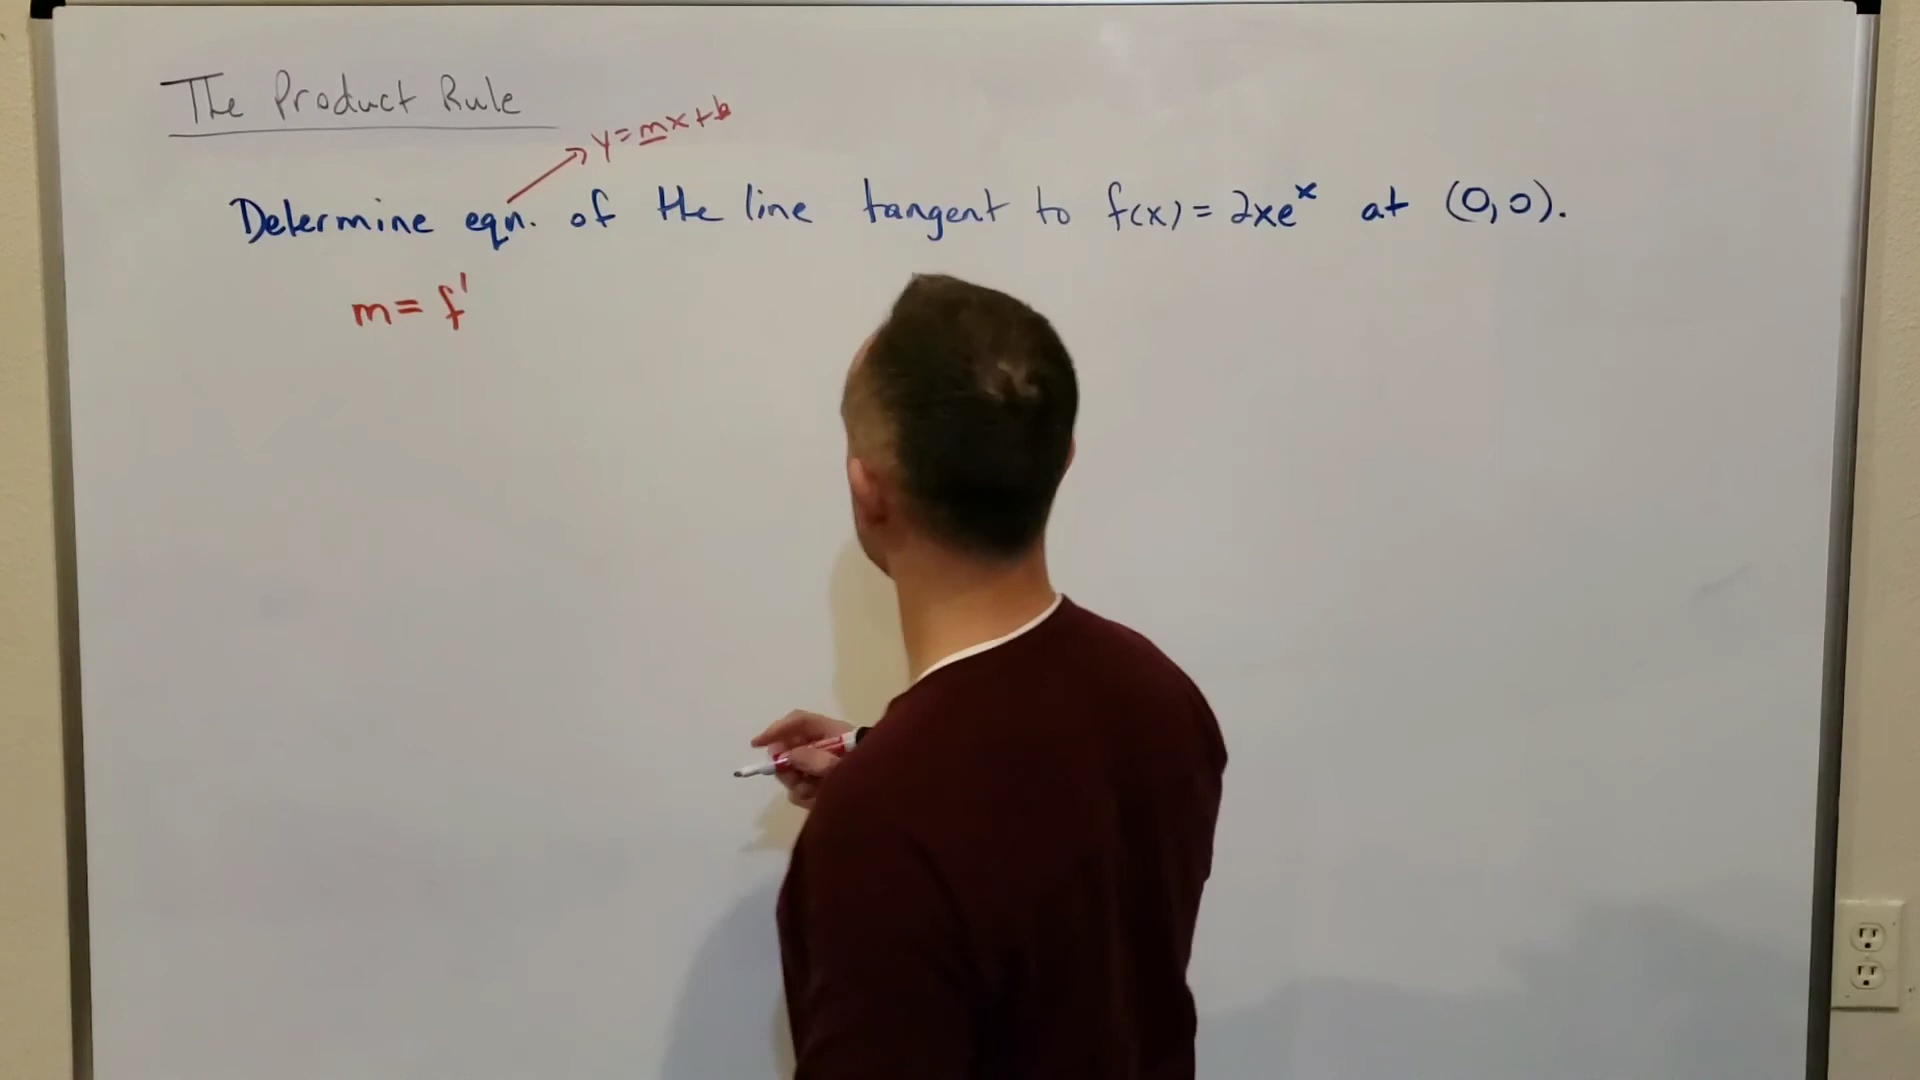 The Product Rule
y=mx+b
Determine eqn. of the line tangent to f(x) = 2xe^x at (0,0).
m = f'